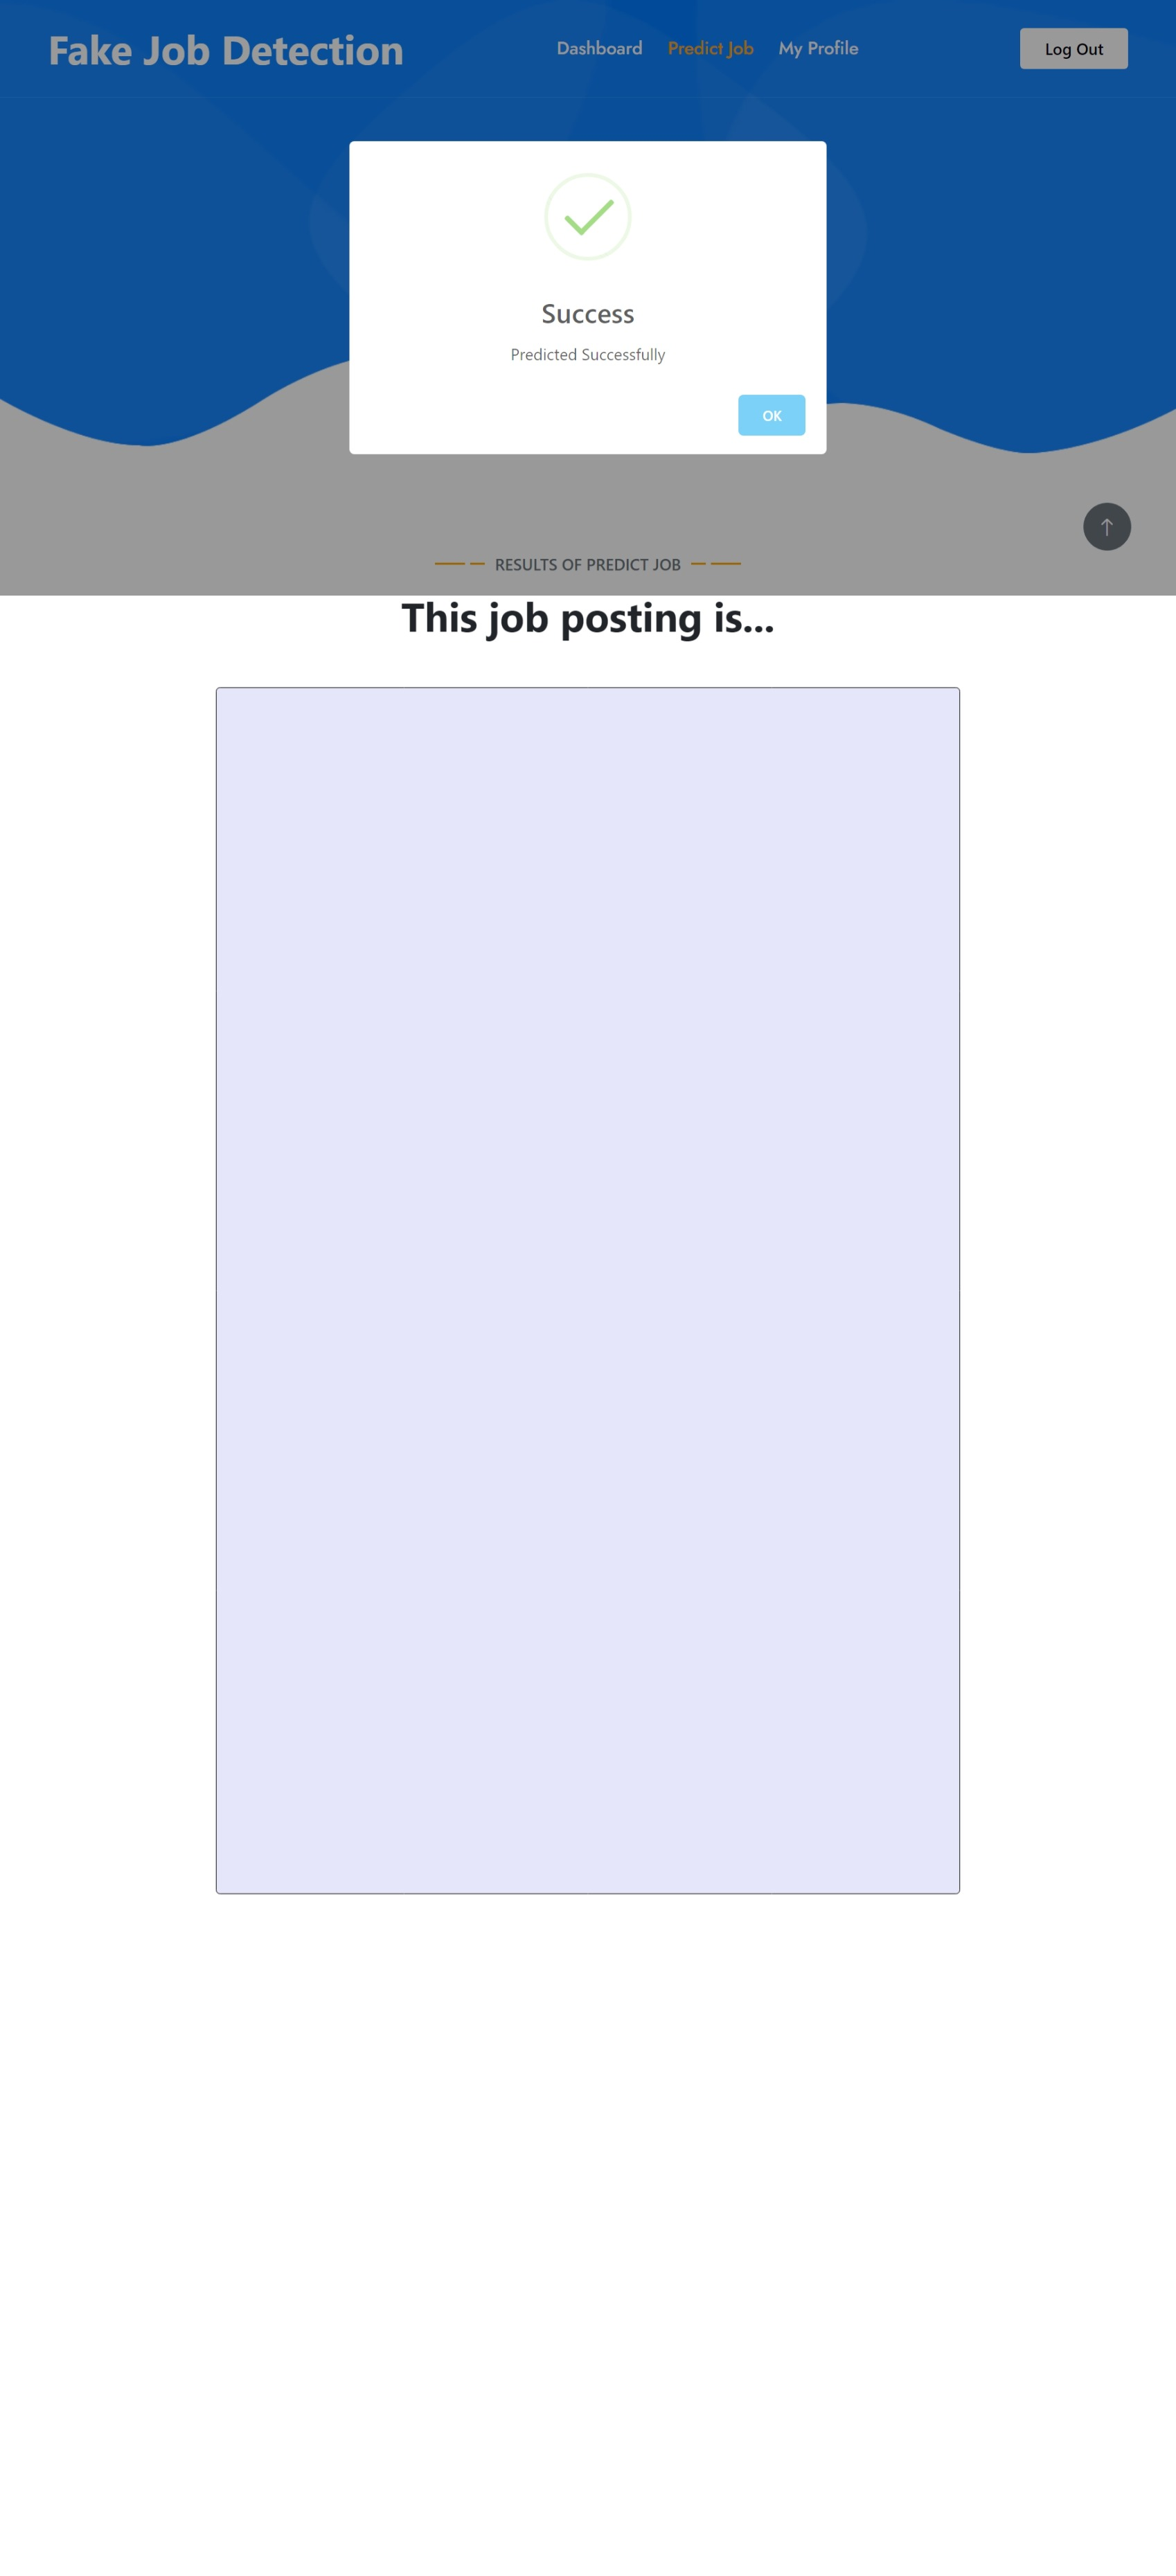 Fake Job Detection
Dashboard Predict Job My Profile
Log Out
Success
Predicted Successfully
OK
RESULTS OF PREDICT JOB
This job posting is...